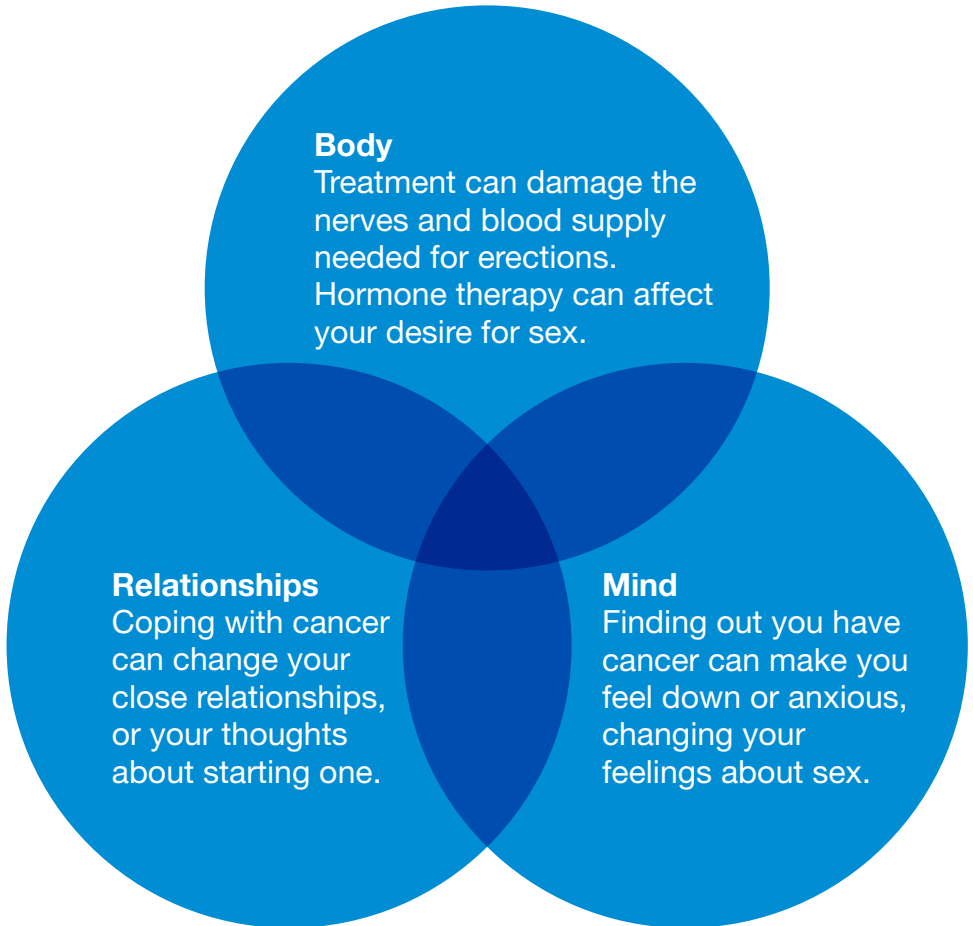 Body
Treatment can damage the
nerves and blood supply
needed for erections.
Hormone therapy can affect
your desire for sex.
Relationships
Coping with cancer
can change your
close relationships,
or your thoughts
about starting one.
Mind
Finding out you have
cancer can make you
feel down or anxious,
changing your
feelings about sex.